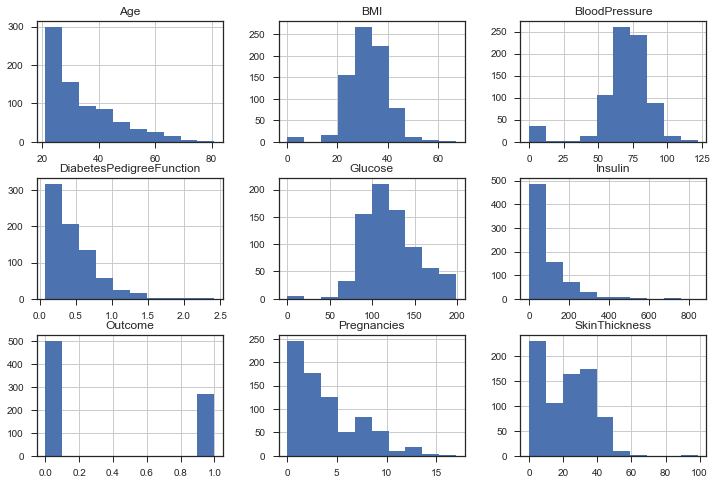 Age BMI BloodPressure
300 250 250
200 200 200
150 150
100 100 100
50 50
0 0 0
20 40 60 80 0 20 40 60 0 25 50 75 100 125
DiabetesPedigreeFunction Glucose Insulin
300 200 500
400
200 150 300
100 200
100 50 100
0 0 0
0.0 0.5 1.0 1.5 2.0 2.5 0 50 100 150 200 0 200 400 600 800
Outcome Pregnancies SkinThickness
500 250
400 200 200
300 150 150
200 100 100
100 50 50
0 0 0
0.0 0.2 0.4 0.6 0.8 1.0 0 5 10 15 0 20 40 60 80 100